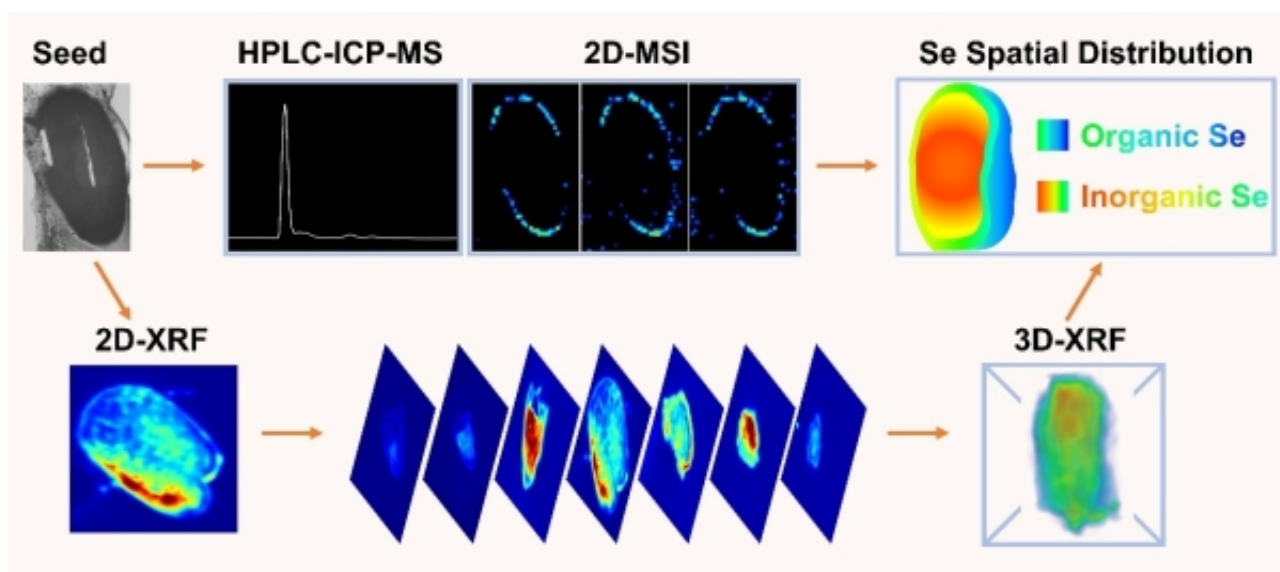 Seed
HPLC-ICP-MS
2D-MSI
Se Spatial Distribution
Organic Se
Inorganic Se
2D-XRF
3D-XRF